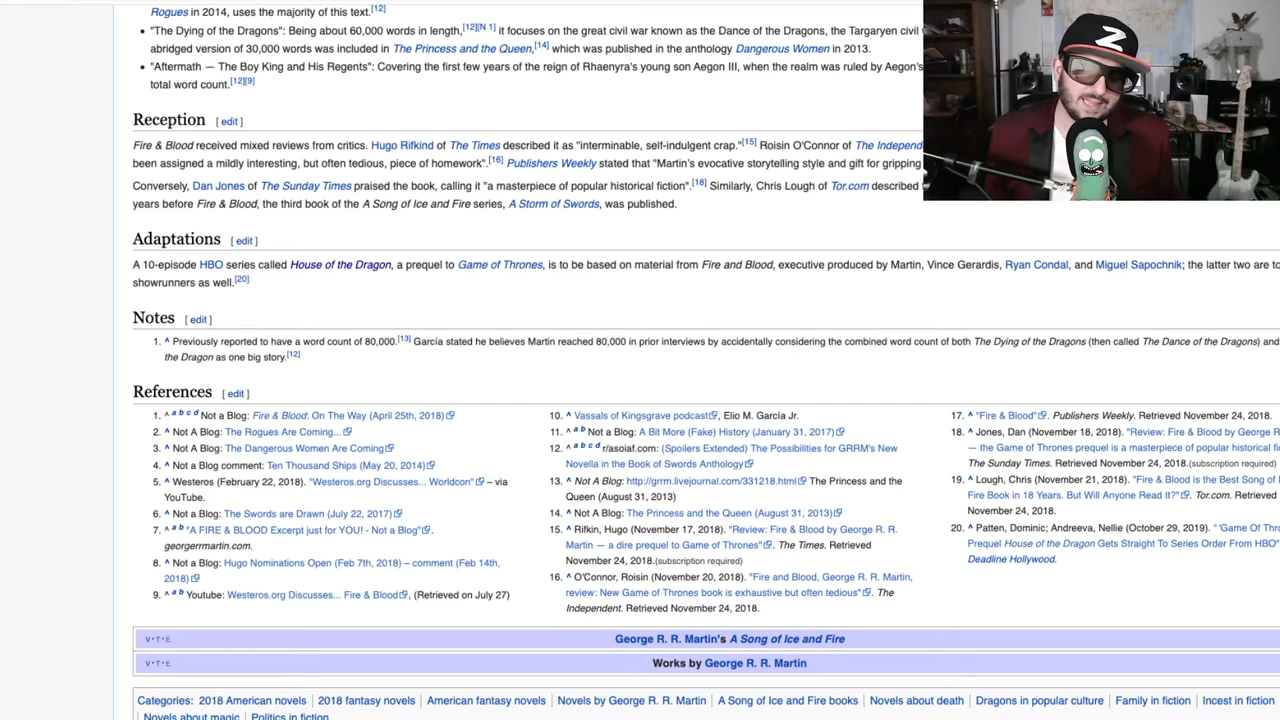 Rogues in 2014, uses the majority of this text.[12]
• "The Dying of the Dragons": Being about 60,000 words in length,[12][N 1] it focuses on the great civil war known as the Dance of the Dragons, the Targaryen civil
abridged version of 30,000 words was included in The Princess and the Queen,[14] which was published in the anthology Dangerous Women in 2013.
• "Aftermath — The Boy King and His Regents": Covering the first few years of the reign of Rhaenyra's young son Aegon III, when the realm was ruled by Aegon's
total word count.[12][9]
Z
Reception [ edit ]
Fire & Blood received mixed reviews from critics. Hugo Rifkind of The Times described it as "interminable, self-indulgent crap."[15] Roisin O'Connor of The Independ
been assigned a mildly interesting, but often tedious, piece of homework".[16] Publishers Weekly stated that "Martin's evocative storytelling style and gift for gripping
Conversely, Dan Jones of The Sunday Times praised the book, calling it "a masterpiece of popular historical fiction".[18] Similarly, Chris Lough of Tor.com described
years before Fire & Blood, the third book of the A Song of Ice and Fire series, A Storm of Swords, was published.
Adaptations [ edit ]
A 10-episode HBO series called House of the Dragon, a prequel to Game of Thrones, is to be based on material from Fire and Blood, executive produced by Martin, Vince Gerardis, Ryan Condal, and Miguel Sapochnik; the latter two are to
showrunners as well.[20]
Notes [ edit ]
1. ^ Previously reported to have a word count of 80,000.[13] García stated he believes Martin reached 80,000 in prior interviews by accidentally considering the combined word count of both The Dying of the Dragons (then called The Dance of the Dragons) and
the Dragon as one big story.[12]
References [ edit ]
1. ^ a b c d Not a Blog: Fire & Blood: On The Way (April 25th, 2018)
2. ^ Not A Blog: The Rogues Are Coming...
3. ^ Not A Blog: The Dangerous Women Are Coming
4. ^ Not a Blog comment: Ten Thousand Ships (May 20, 2014)
5. ^ Westeros (February 22, 2018). "Westeros.org Discusses... Worldcon" – via
YouTube.
6. ^ Not a Blog: The Swords are Drawn (July 22, 2017)
7. ^ a b "A FIRE & BLOOD Excerpt just for YOU! - Not a Blog".
georgerrmartin.com.
8. ^ Not a Blog: Hugo Nominations Open (Feb 7th, 2018) – comment (Feb 14th,
2018)
9. ^ a b Youtube: Westeros.org Discusses... Fire & Blood, (Retrieved on July 27)
10. ^ Vassals of Kingsgrave podcast, Elio M. García Jr.
11. ^ a b Not a Blog: A Bit More (Fake) History (January 31, 2017)
12. ^ a b c d r/asoiaf.com: (Spoilers Extended) The Possibilities for GRRM's New
Novella in the Book of Swords Anthology
13. ^ Not A Blog: http://grrm.livejournal.com/331218.html The Princess and the
Queen (August 31, 2013)
14. ^ Not a Blog: The Princess and the Queen (August 31, 2013)
15. ^ Rifkin, Hugo (November 17, 2018). "Review: Fire & Blood by George R. R.
Martin — a dire prequel to Game of Thrones". The Times. Retrieved
November 24, 2018.(subscription required)
16. ^ O'Connor, Roisin (November 20, 2018). "Fire and Blood, George R. R. Martin,
review: New Game of Thrones book is exhaustive but often tedious". The
Independent. Retrieved November 24, 2018.
17. ^ "Fire & Blood". Publishers Weekly. Retrieved November 24, 2018.
18. ^ Jones, Dan (November 18, 2018). "Review: Fire & Blood by George R
— the Game of Thrones prequel is a masterpiece of popular historical fi
The Sunday Times. Retrieved November 24, 2018.(subscription required)
19. ^ Lough, Chris (November 21, 2018). "Fire & Blood is the Best Song of I
Fire Book in 18 Years. But Will Anyone Read It?". Tor.com. Retrieved
November 24, 2018.
20. ^ Patten, Dominic; Andreeva, Nellie (October 29, 2019). "'Game Of Thro
Prequel House of the Dragon Gets Straight To Series Order From HBO"
Deadline Hollywood.
V·T·E George R. R. Martin's A Song of Ice and Fire
V·T·E Works by George R. R. Martin
Categories: 2018 American novels | 2018 fantasy novels | American fantasy novels | Novels by George R. R. Martin | A Song of Ice and Fire books | Novels about death | Dragons in popular culture | Family in fiction | Incest in fiction
Novels about magic | Politics in fiction